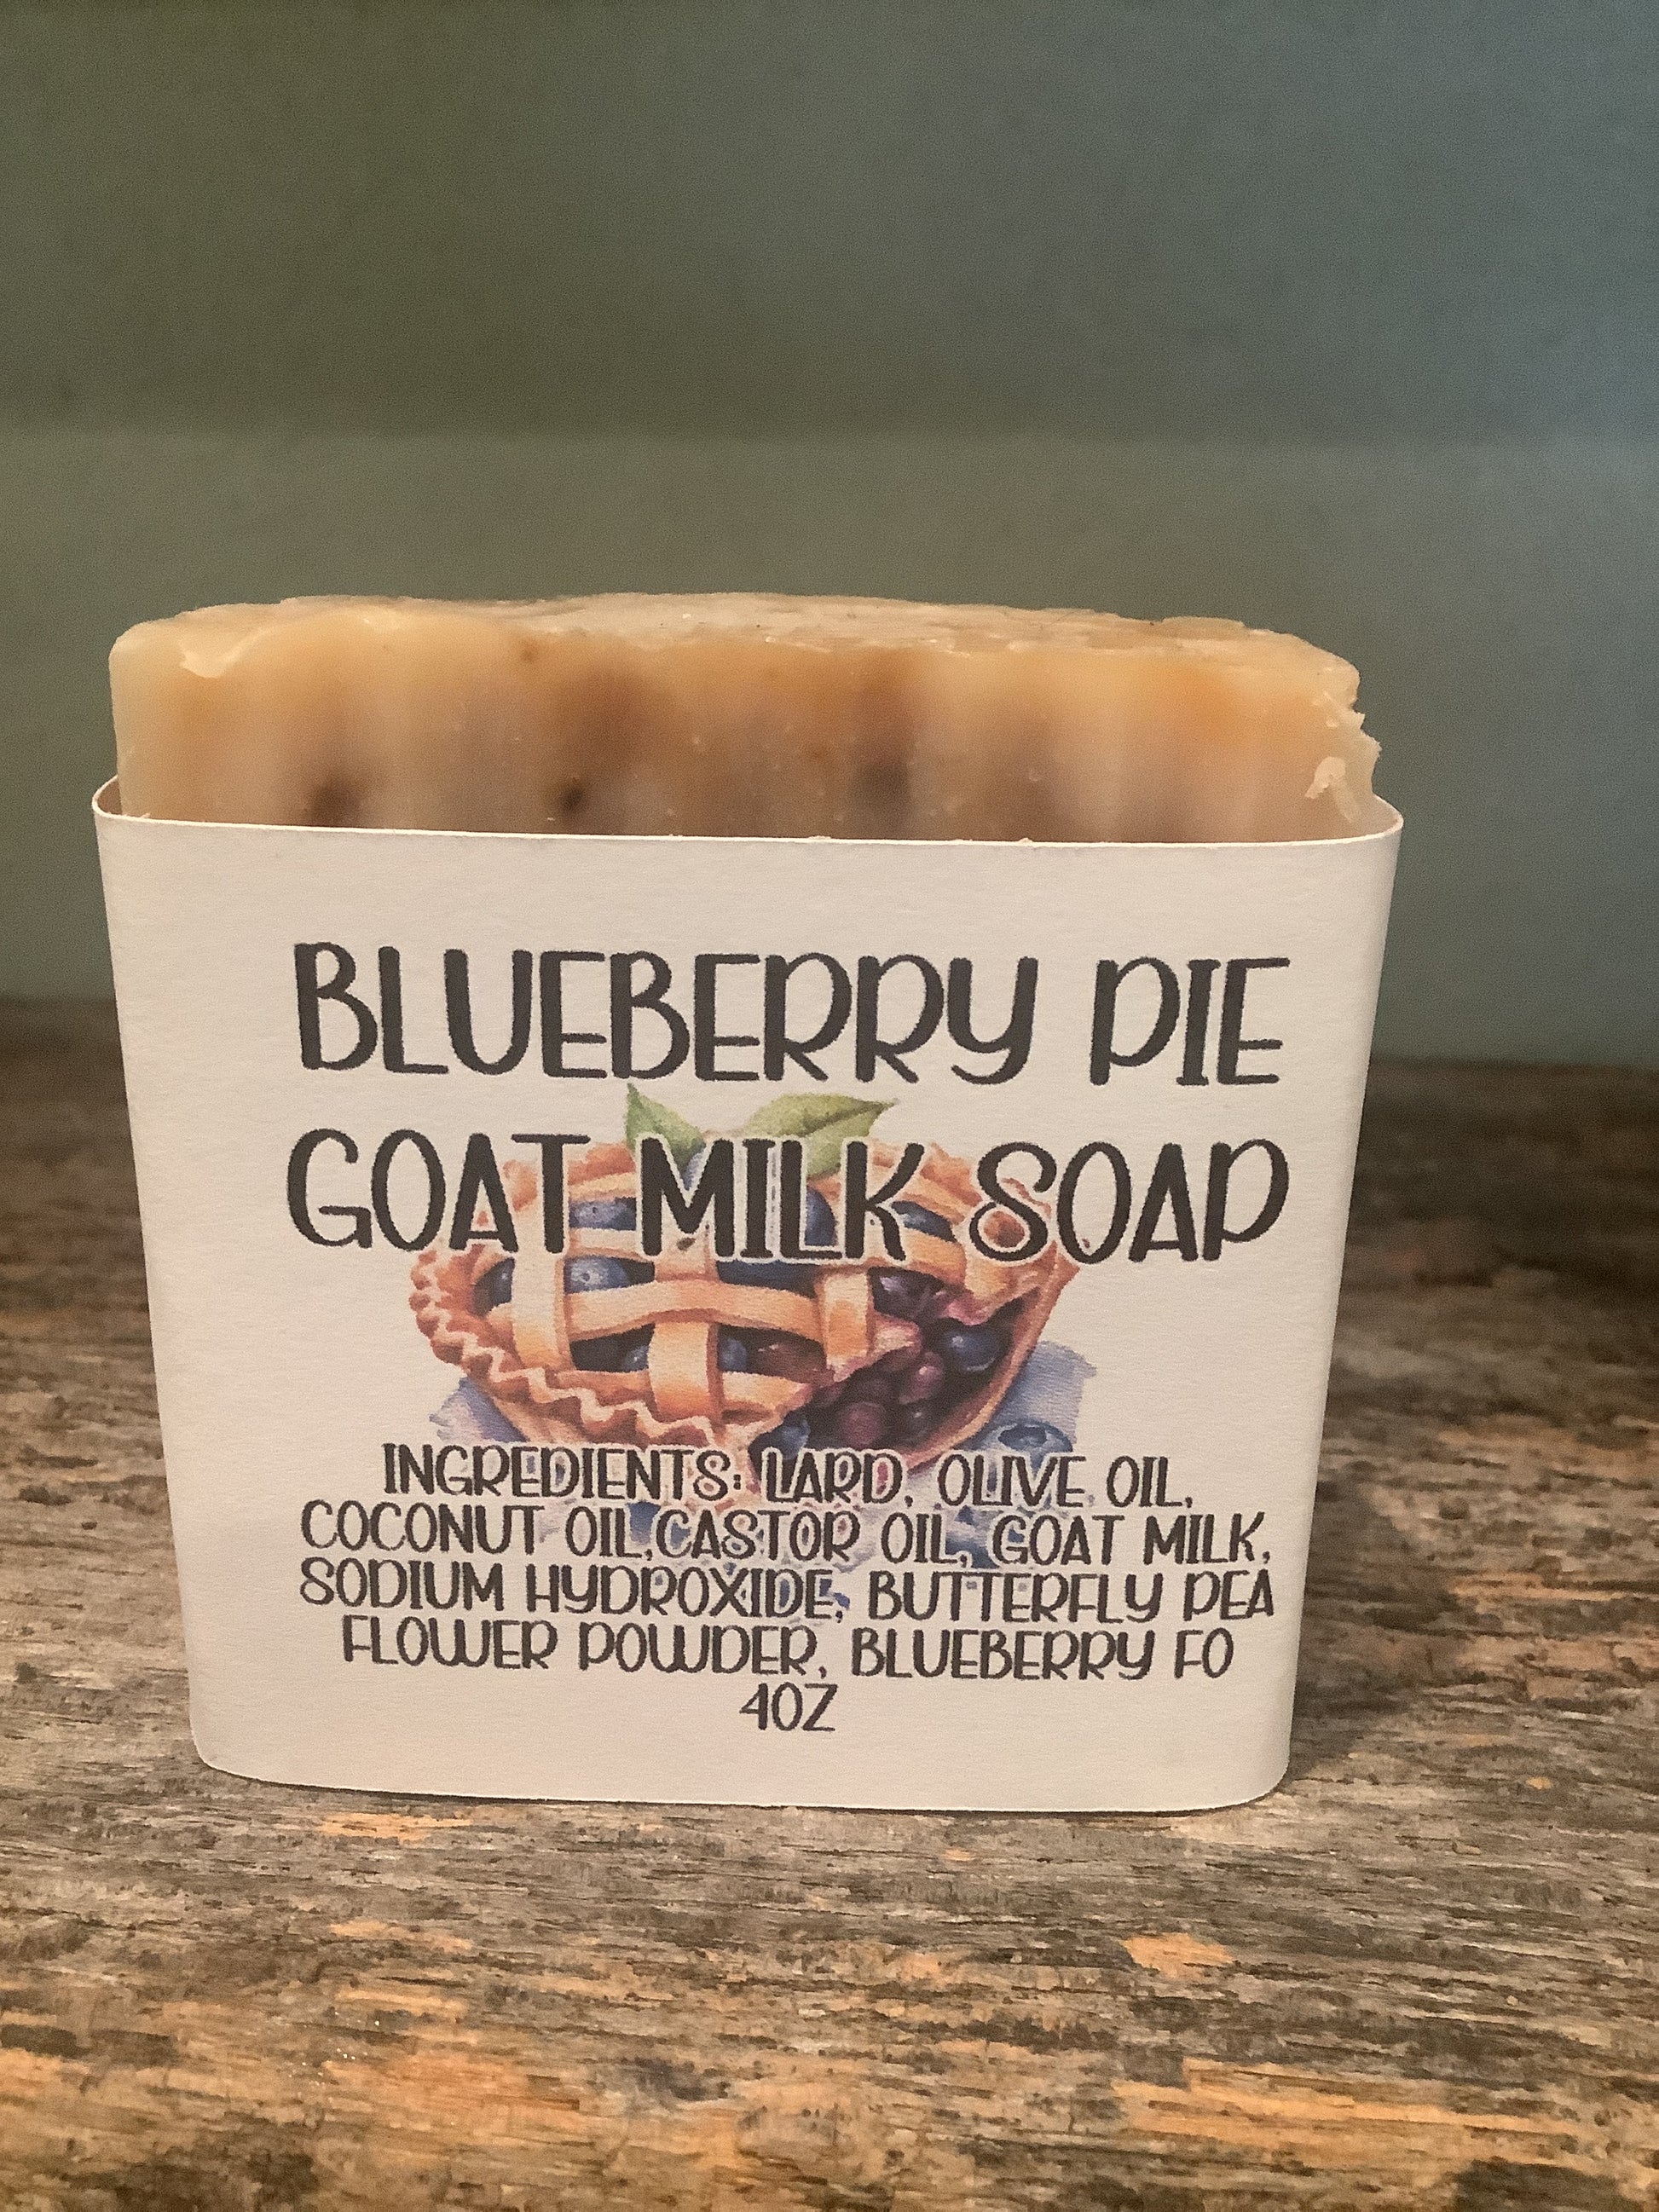 BLUEBERRY PIE
GOAT MILK SOAP
INGREDIENTS: LARD, OLIVE OIL,
COCONUT OIL,CASTOR OIL, GOAT MILK,
SODIUM HYDROXIDE, BUTTERFLY PEA
FLOWER POWDER, BLUEBERRY FO
4OZ